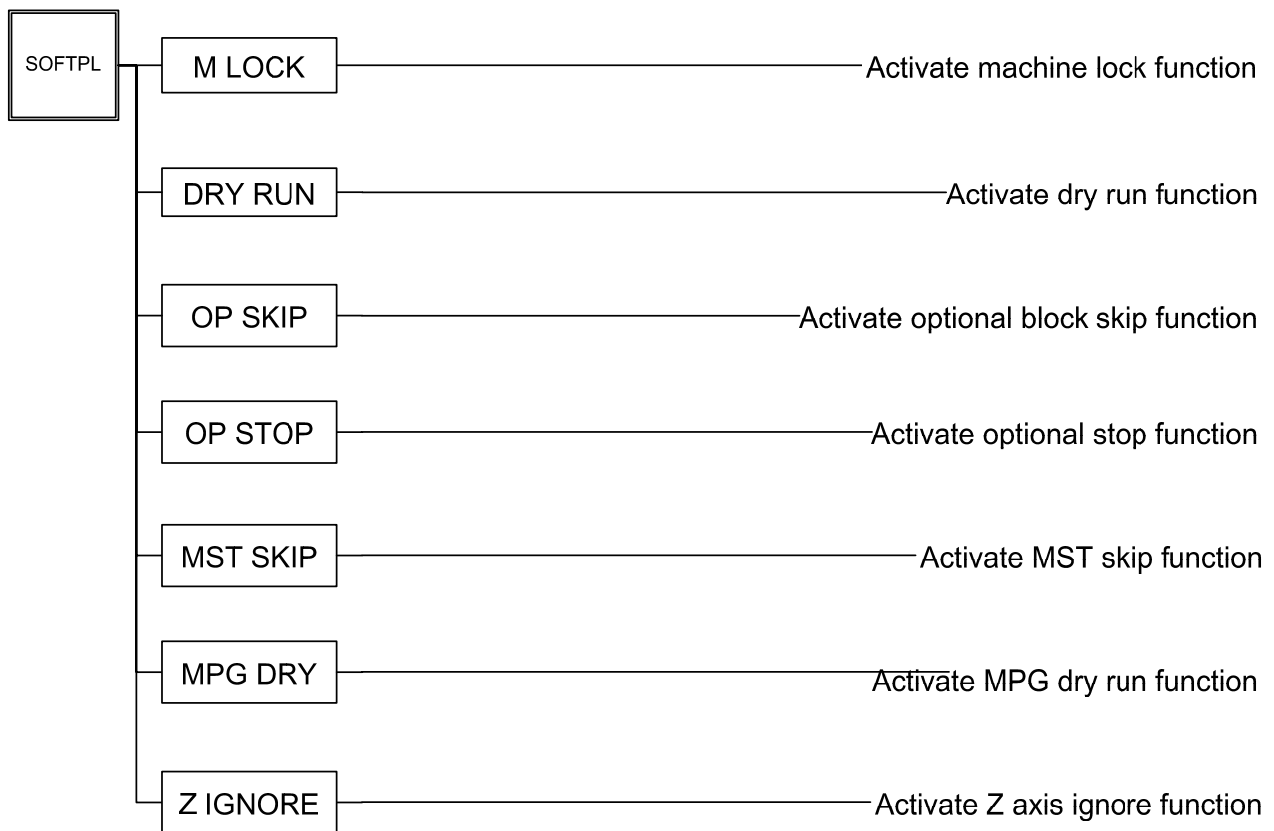 SOFTPL
M LOCK
Activate machine lock function
DRY RUN
Activate dry run function
OP SKIP
Activate optional block skip function
OP STOP
Activate optional stop function
MST SKIP
Activate MST skip function
MPG DRY
Activate MPG dry run function
Z IGNORE
Activate Z axis ignore function